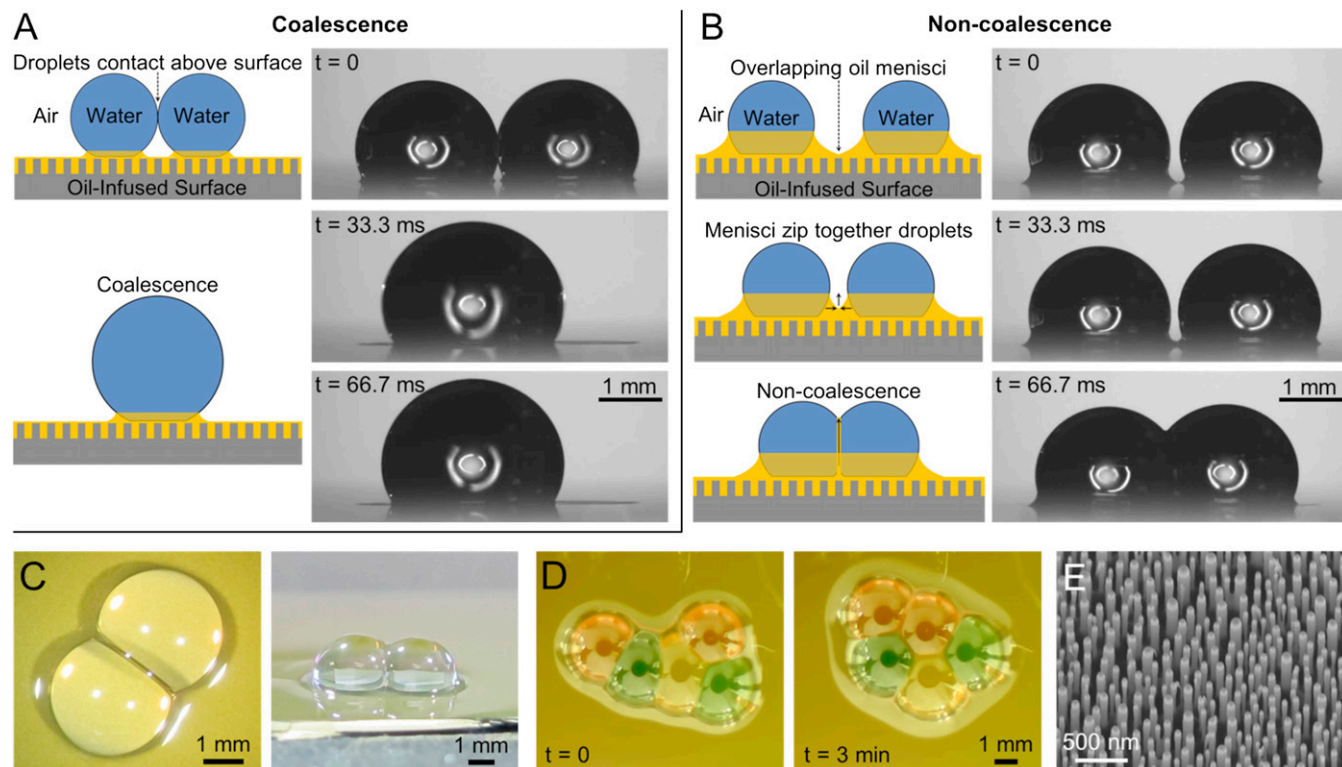 A
Coalescence
Droplets contact above surface
Air
Water
Water
Oil-Infused Surface
t = 0
t = 33.3 ms
Coalescence
t = 66.7 ms
1 mm
B
Non-coalescence
Overlapping oil menisci
Air
Water
Water
Oil-Infused Surface
t = 0
Menisci zip together droplets
t = 33.3 ms
Non-coalescence
t = 66.7 ms
1 mm
C
1 mm
1 mm
D
t = 0
t = 3 min
1 mm
E
500 nm